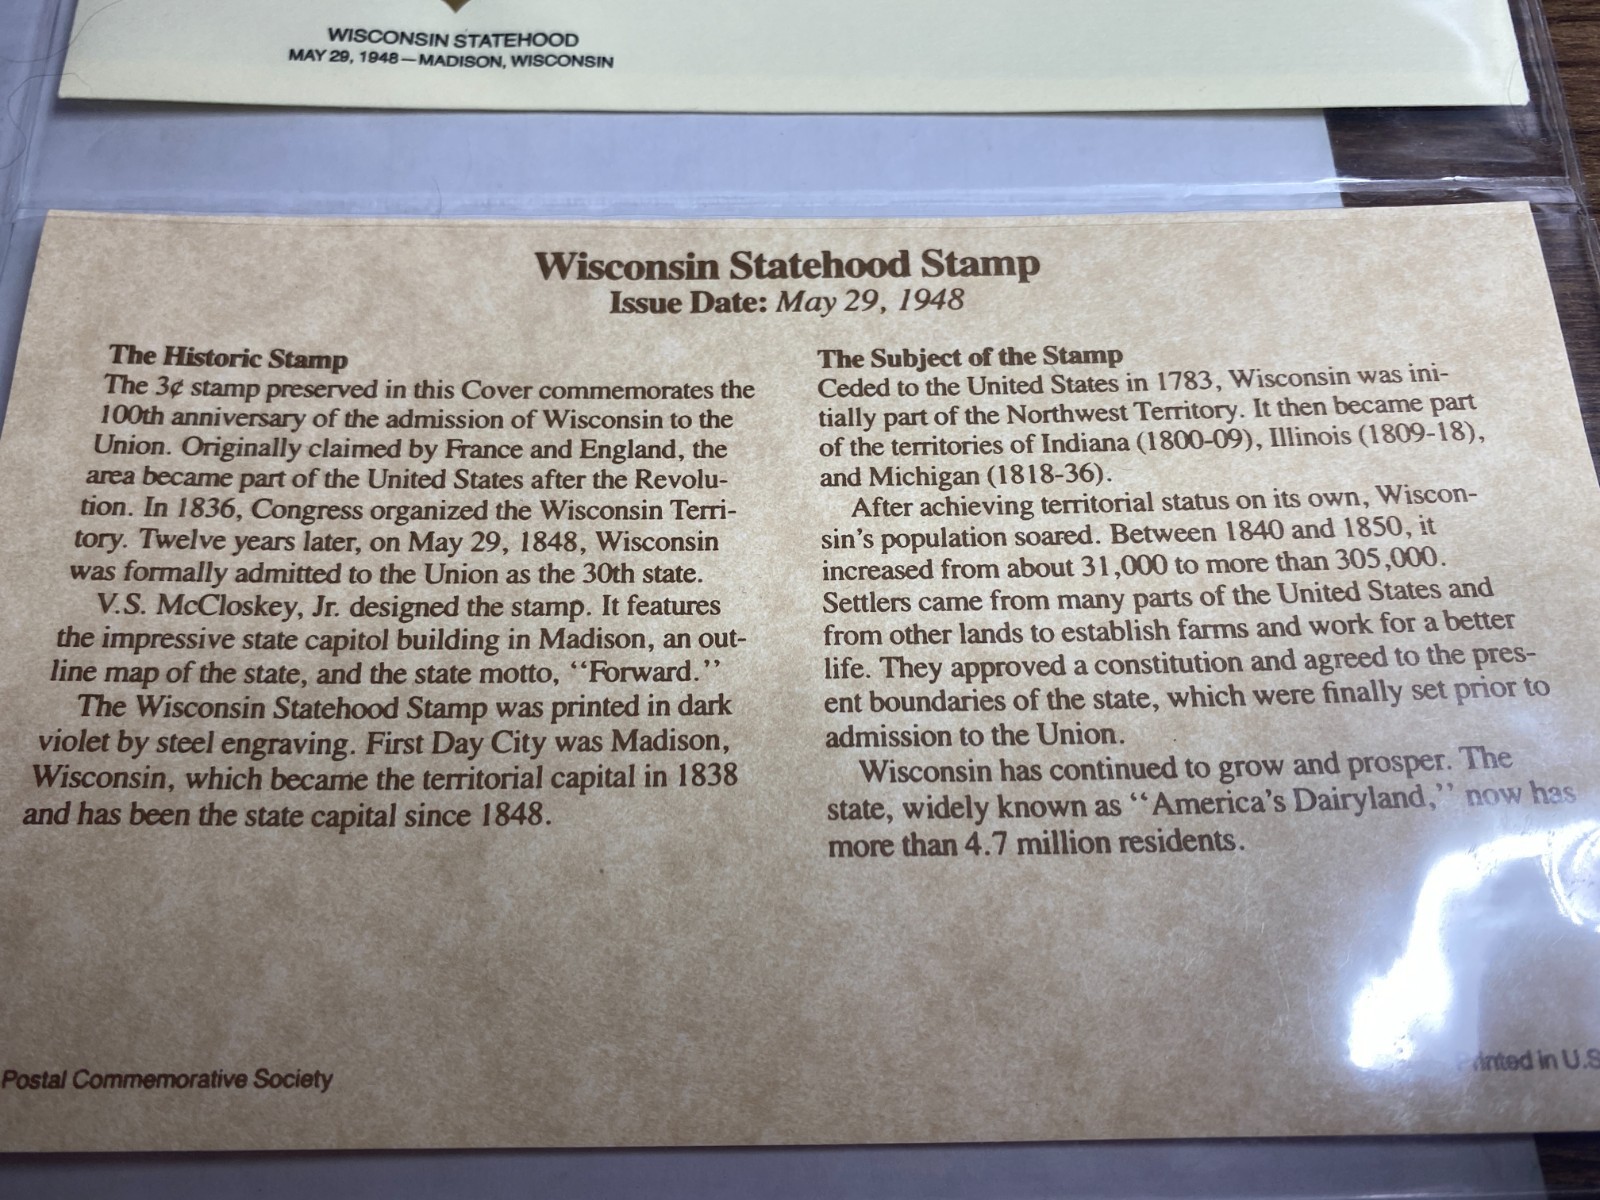 WISCONSIN STATEHOOD
MAY 29, 1948—MADISON, WISCONSIN
Wisconsin Statehood Stamp
Issue Date: May 29, 1948
The Historic Stamp
The 3¢ stamp preserved in this Cover commemorates the
100th anniversary of the admission of Wisconsin to the
Union. Originally claimed by France and England, the
area became part of the United States after the Revolu-
tion. In 1836, Congress organized the Wisconsin Terri-
tory. Twelve years later, on May 29, 1848, Wisconsin
was formally admitted to the Union as the 30th state.
V.S. McCloskey, Jr. designed the stamp. It features
the impressive state capitol building in Madison, an out-
line map of the state, and the state motto, “Forward.”
The Wisconsin Statehood Stamp was printed in dark
violet by steel engraving. First Day City was Madison,
Wisconsin, which became the territorial capital in 1838
and has been the state capital since 1848.
The Subject of the Stamp
Ceded to the United States in 1783, Wisconsin was ini-
tially part of the Northwest Territory. It then became part
of the territories of Indiana (1800-09), Illinois (1809-18),
and Michigan (1818-36).
After achieving territorial status on its own, Wiscon-
sin’s population soared. Between 1840 and 1850, it
increased from about 31,000 to more than 305,000.
Settlers came from many parts of the United States and
from other lands to establish farms and work for a better
life. They approved a constitution and agreed to the pres-
ent boundaries of the state, which were finally set prior to
admission to the Union.
Wisconsin has continued to grow and prosper. The
state, widely known as “America’s Dairyland,” now has
more than 4.7 million residents.
Postal Commemorative Society
Printed in U.S